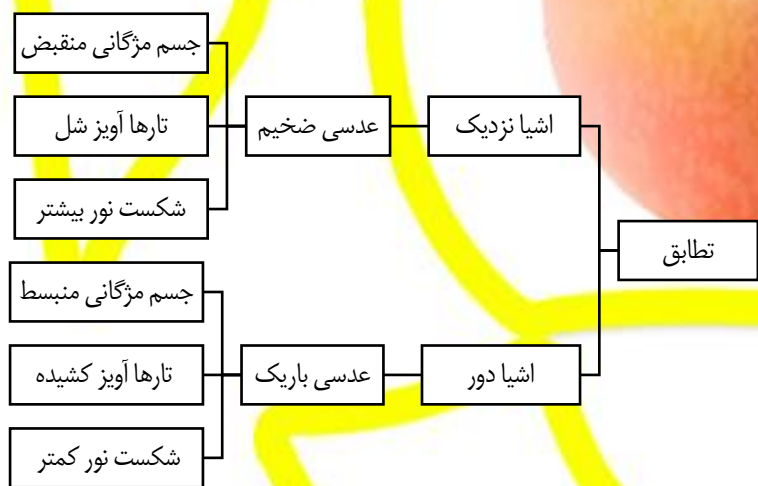 تطابق
اشیا نزدیک
عدسی ضخیم
جسم مژگانی منقبض
تارها آویز شل
شکست نور بیشتر
اشیا دور
عدسی باریک
جسم مژگانی منبسط
تارها آویز کشیده
شکست نور کمتر